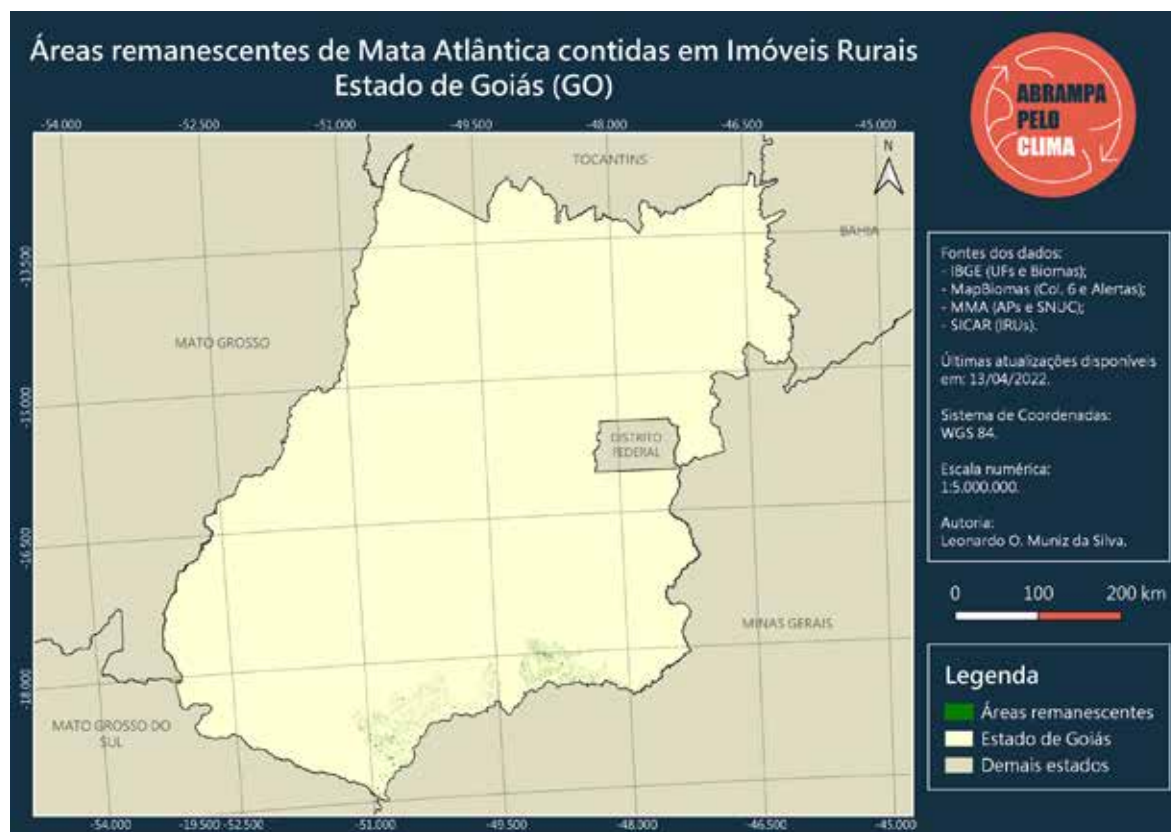 Áreas remanescentes de Mata Atlântica contidas em Imóveis Rurais
Estado de Goiás (GO)
ABRAMPA
PELO
CLIMA
-54.000 -52.500 -51.000 -49.500 -48.000 -46.500 -45.000
N
TOCANTINS
BAHIA
-13.500
MATO GROSSO
-15.000
DISTRITO
FEDERAL
-16.500
MINAS GERAIS
-18.000
MATO GROSSO DO
SUL
-54.000 -19.500 -52.500 -51.000 -49.500 -48.000 -46.500 -45.000
Fontes dos dados:
- IBGE (UFs e Biomas);
- MapBiomas (Col. 6 e Alertas);
- MMA (APs e SNUC);
- SICAR (IRUs).
Últimas atualizações disponíveis
em: 13/04/2022.
Sistema de Coordenadas:
WGS 84.
Escala numérica:
1:5.000.000.
Autoria:
Leonardo O. Muniz da Silva.
0 100 200 km
Legenda
Áreas remanescentes
Estado de Goiás
Demais estados